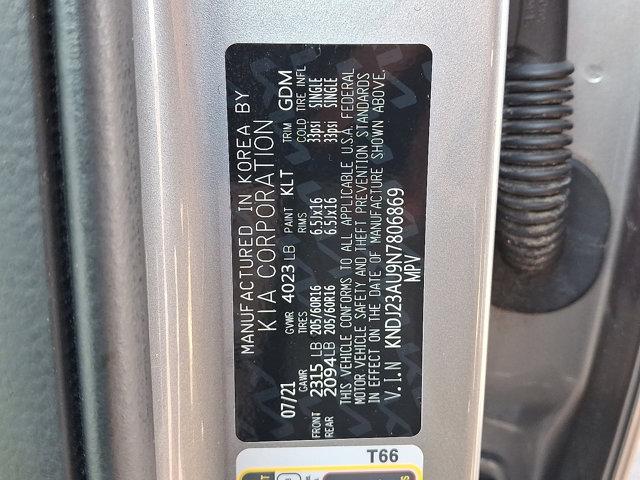 MANUFACTURED IN KOREA BY
KIA CORPORATION
07/21 GVWR 4023 LB PAINT KLT TRIM GDM
GAWR TIRES RIMS COLD TIRE INFL
FRONT 2315 LB 205/60R16 6.5Jx16 33psi SINGLE
REAR 2094LB 205/60R16 6.5Jx16 33psi SINGLE
THIS VEHICLE CONFORMS TO ALL APPLICABLE U.S.A. FEDERAL
MOTOR VEHICLE SAFETY AND THEFT PREVENTION STANDARDS
IN EFFECT ON THE DATE OF MANUFACTURE SHOWN ABOVE.
V.I.N KNDJ23AU9N7806869
MPV
T66